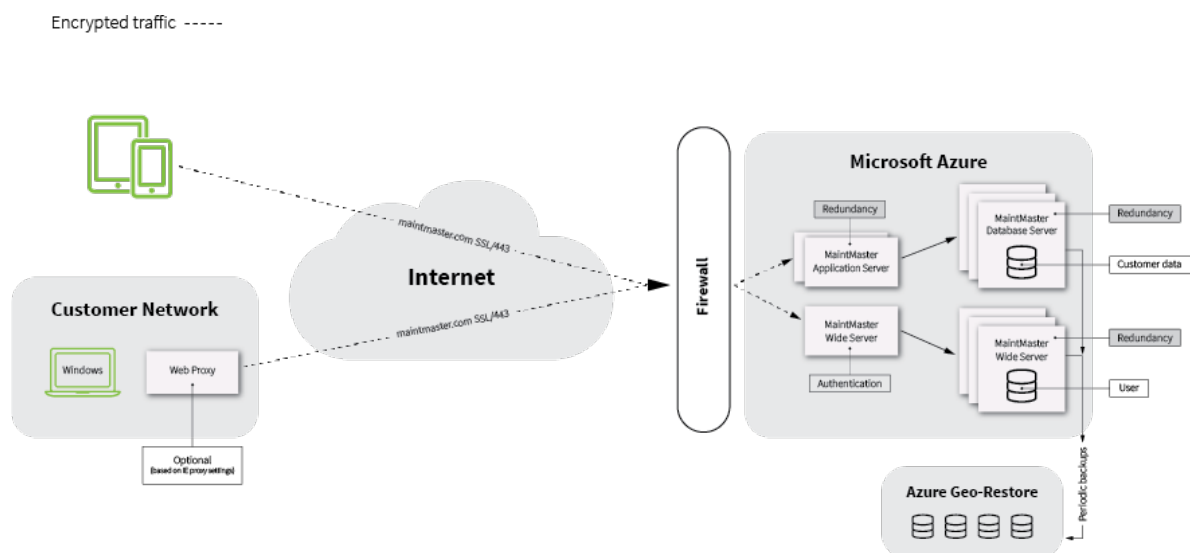 Encrypted traffic -----
Microsoft Azure
Redundancy
MaintMaster
Application Server
MaintMaster
Database Server
Redundancy
Customer data
maintmaster.com SSL/443
Internet
maintmaster.com SSL/443
Firewall
Customer Network
Windows
Web Proxy
Optional
(based on IE proxy settings)
MaintMaster
Wide Server
Authentication
MaintMaster
Wide Server
Redundancy
User
Periodic backups
Azure Geo-Restore